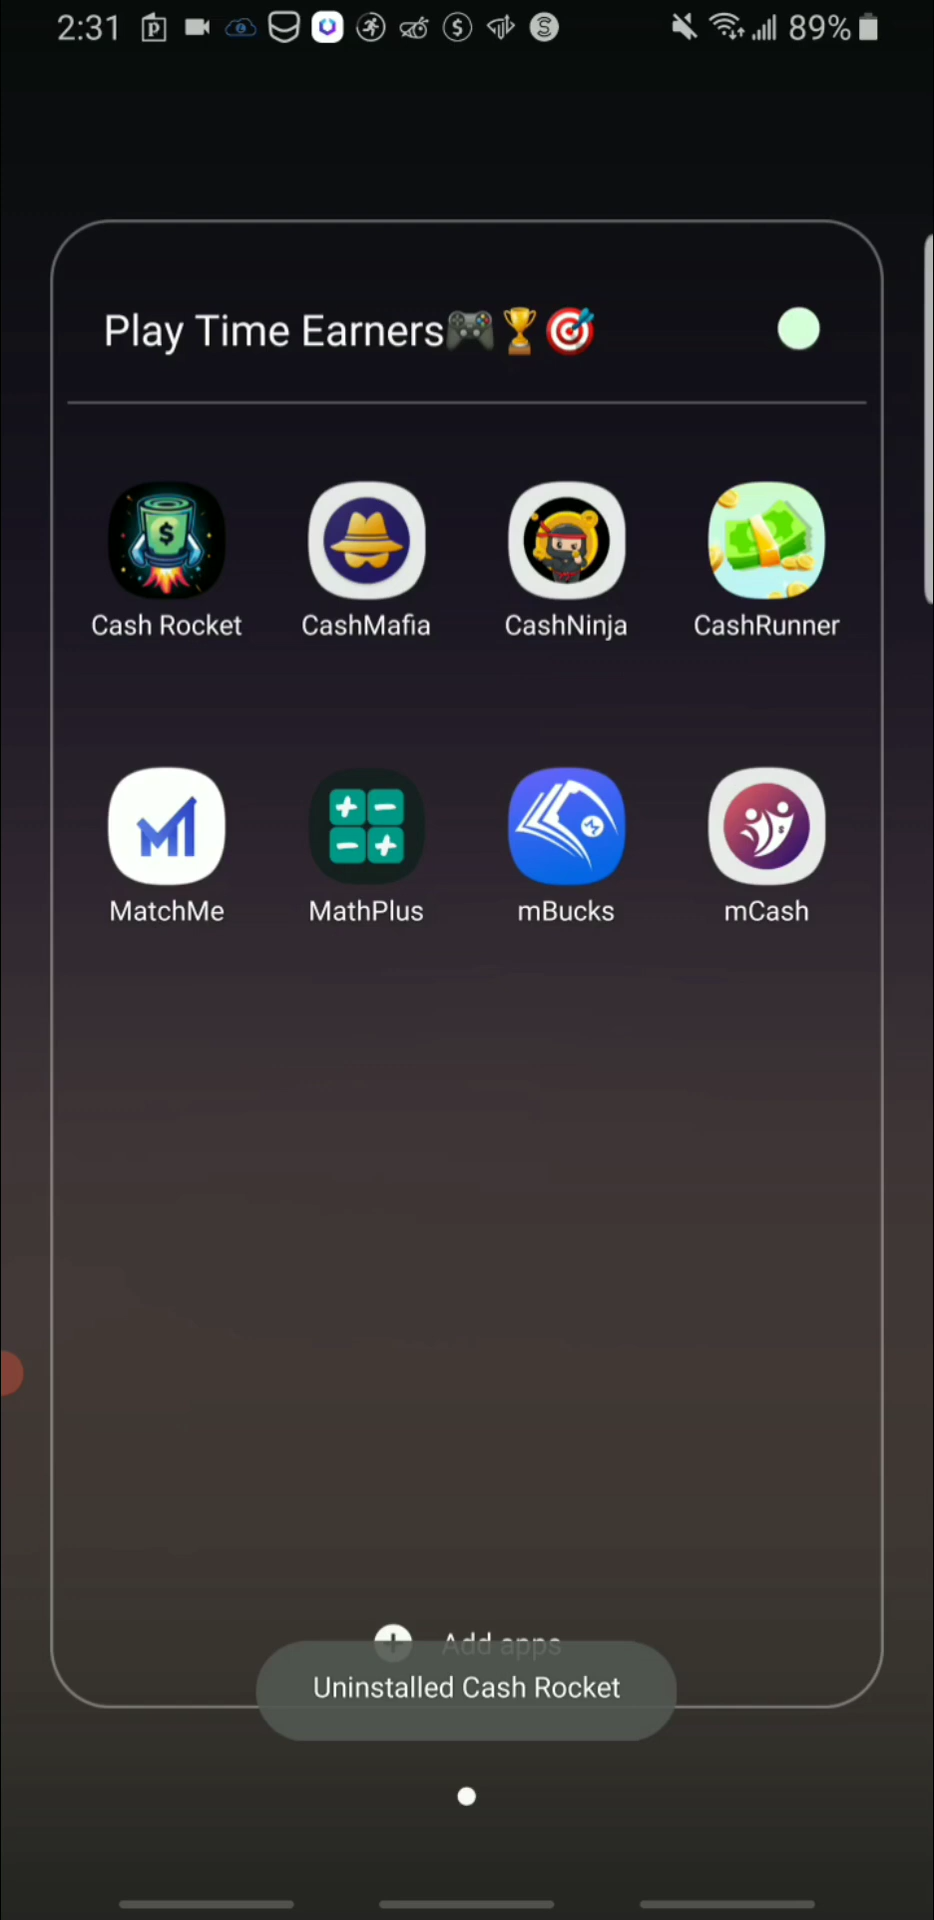 2:31 89%
Play Time Earners🎮🏆🎯
Cash Rocket CashMafia CashNinja CashRunner
MatchMe MathPlus mBucks mCash
Add apps
Uninstalled Cash Rocket